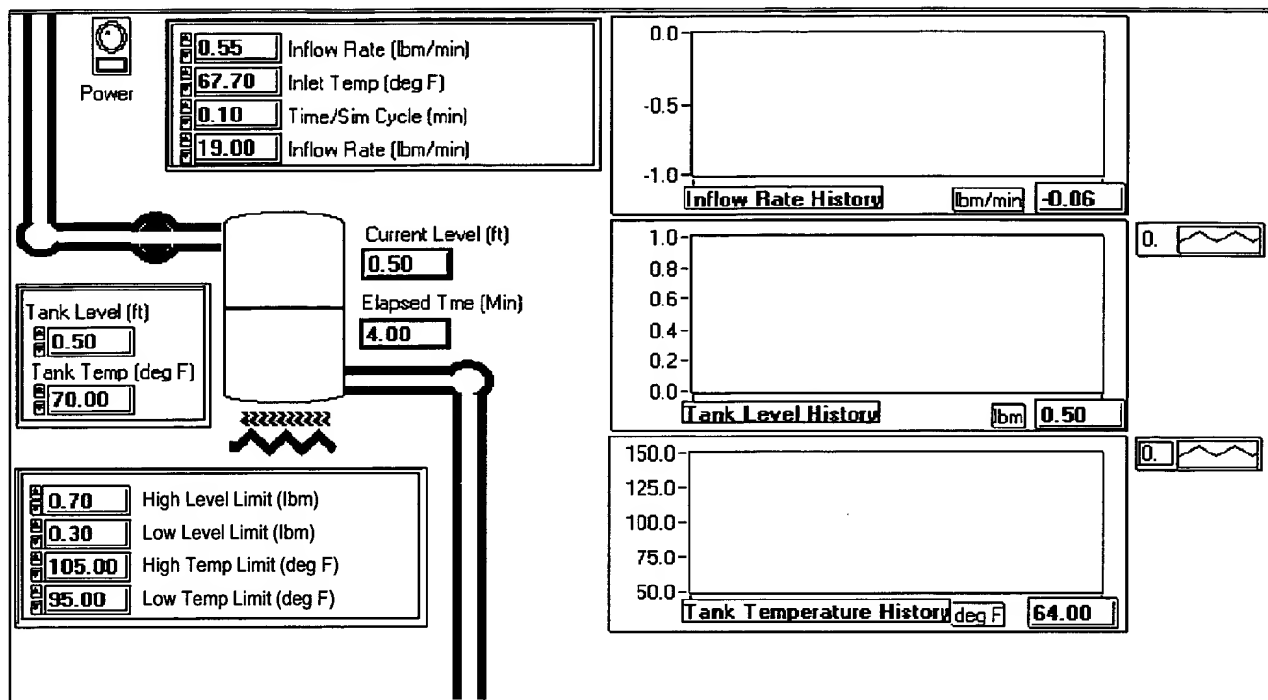 Power
0.55 Inflow Rate (lbm/min)
67.70 Inlet Temp (deg F)
0.10 Time/Sim Cycle (min)
19.00 Inflow Rate (lbm/min)
0.0
-0.5
-1.0
Inflow Rate History lbm/min -0.06
Current Level (ft)
0.50
Elapsed Tme (Min)
4.00
Tank Level (ft)
0.50
Tank Temp (deg F)
70.00
1.0
0.8
0.6
0.4
0.2
0.0
Tank Level History lbm 0.50
0.
0.70 High Level Limit (lbm)
0.30 Low Level Limit (lbm)
105.00 High Temp Limit (deg F)
95.00 Low Temp Limit (deg F)
150.0
125.0
100.0
75.0
50.0
Tank Temperature History deg F 64.00
0.